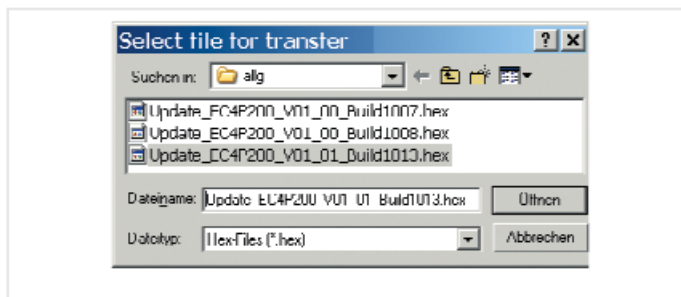 Select file for transfer
Suchen in: allg
Update_EC4P200_V01_00_Build1007.hex
Update_EC4P200_V01_00_Build1008.hex
Update_EC4P200_V01_01_Build1013.hex
Dateiname: Update_EC4P200_V01_01_Build1013.hex Öffnen
Dateityp: Hex-Files (*.hex) Abbrechen